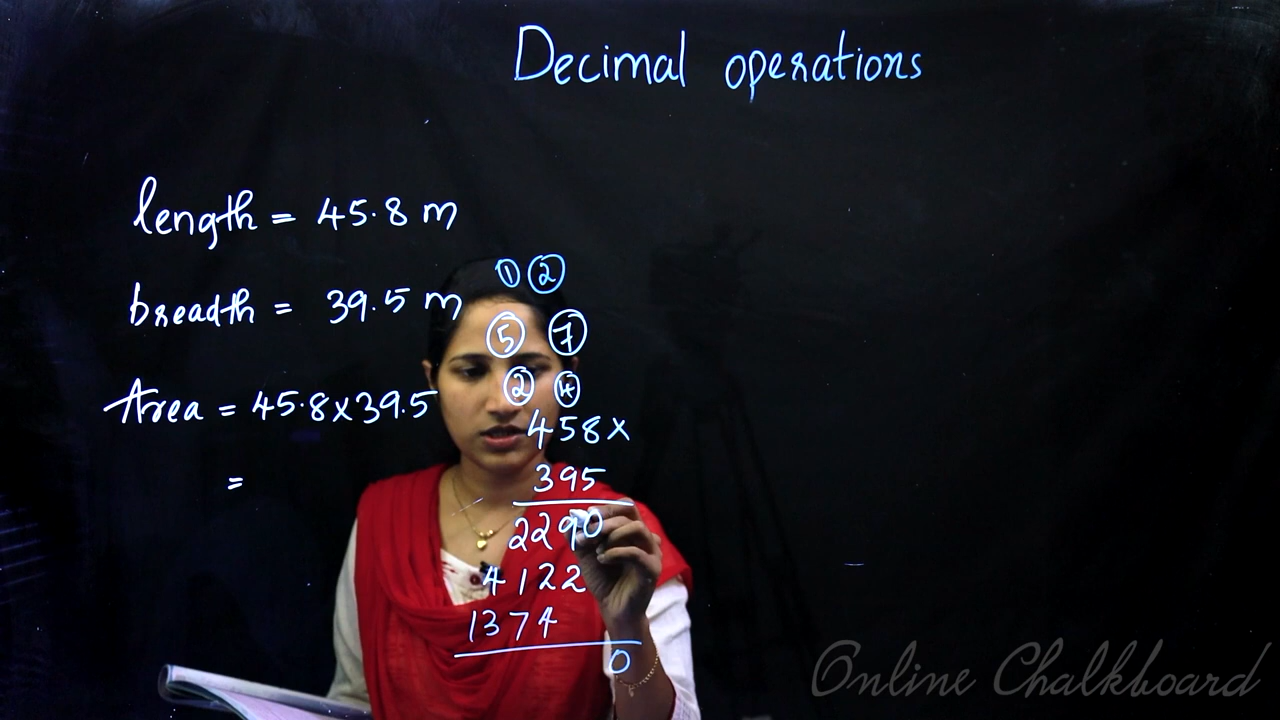 Decimal operations
length = 45.8 m
breadth = 39.5 m
Area = 45.8x39.5
=
1 2
5 7
2 4
458x
395
2290
4122
1374
0
Online Chalkboard